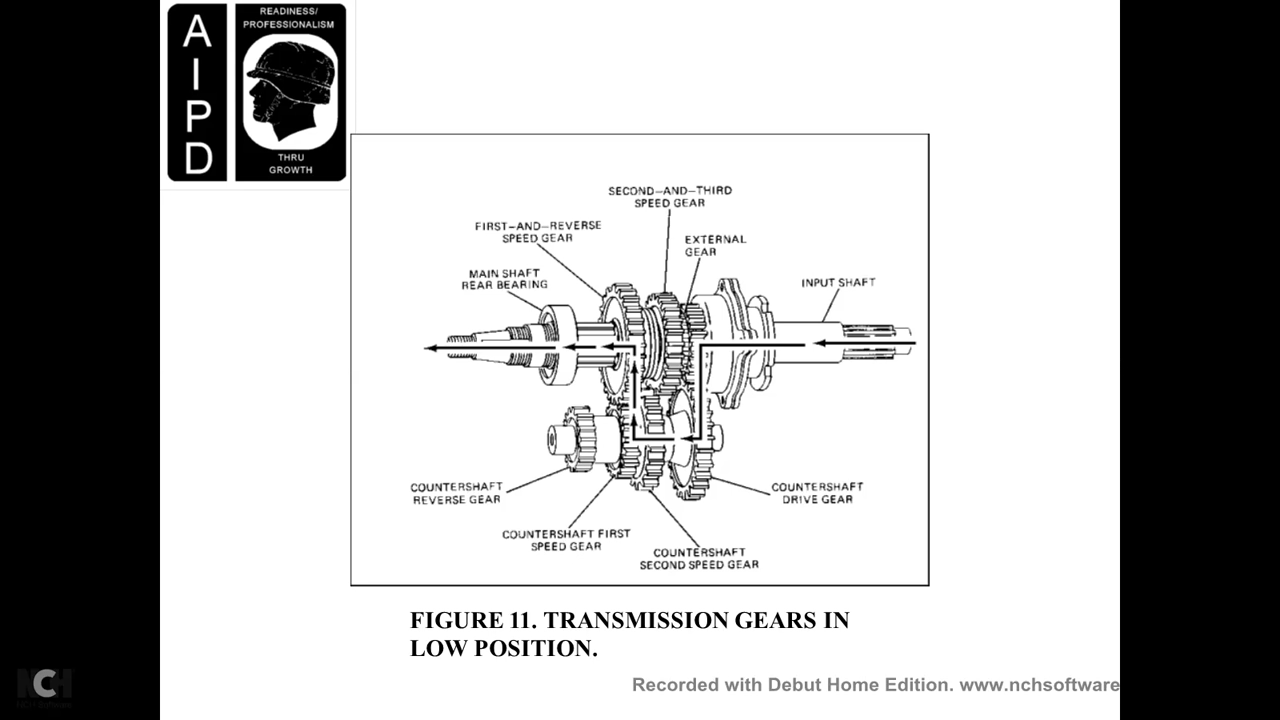 READINESS/
PROFESSIONALISM
A
I
P
D
THRU
GROWTH
SECOND-AND-THIRD
SPEED GEAR
FIRST-AND-REVERSE
SPEED GEAR
EXTERNAL
GEAR
MAIN SHAFT
REAR BEARING
INPUT SHAFT
COUNTERSHAFT
REVERSE GEAR
COUNTERSHAFT
DRIVE GEAR
COUNTERSHAFT FIRST
SPEED GEAR
COUNTERSHAFT
SECOND SPEED GEAR
FIGURE 11. TRANSMISSION GEARS IN
LOW POSITION.
NCH
NCH Software
Recorded with Debut Home Edition. www.nchsoftware